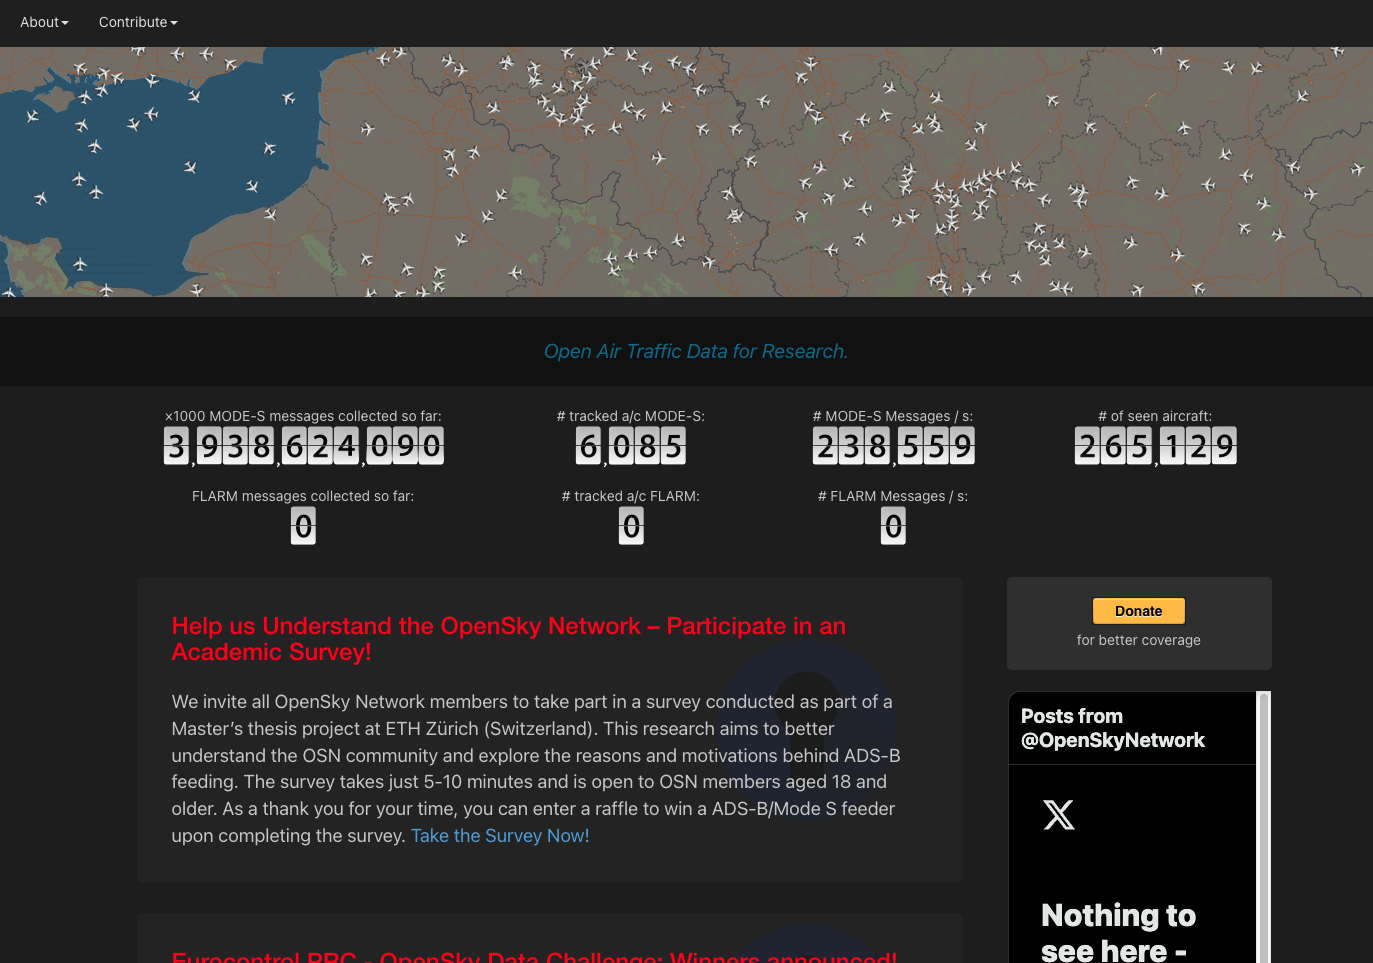 About
Contribute
Open Air Traffic Data for Research.
×1000 MODE-S messages collected so far:
3,938,624,090
# tracked a/c MODE-S:
6,085
# MODE-S Messages / s:
238,559
# of seen aircraft:
265,129
FLARM messages collected so far:
0
# tracked a/c FLARM:
0
# FLARM Messages / s:
0
Help us Understand the OpenSky Network – Participate in an
Academic Survey!
We invite all OpenSky Network members to take part in a survey conducted as part of a
Master’s thesis project at ETH Zürich (Switzerland). This research aims to better
understand the OSN community and explore the reasons and motivations behind ADS-B
feeding. The survey takes just 5-10 minutes and is open to OSN members aged 18 and
older. As a thank you for your time, you can enter a raffle to win a ADS-B/Mode S feeder
upon completing the survey. Take the Survey Now!
Eurocontrol PRC - OpenSky Data Challenge: Winners announced!
Donate
for better coverage
Posts from
@OpenSkyNetwork
Nothing to
see here -